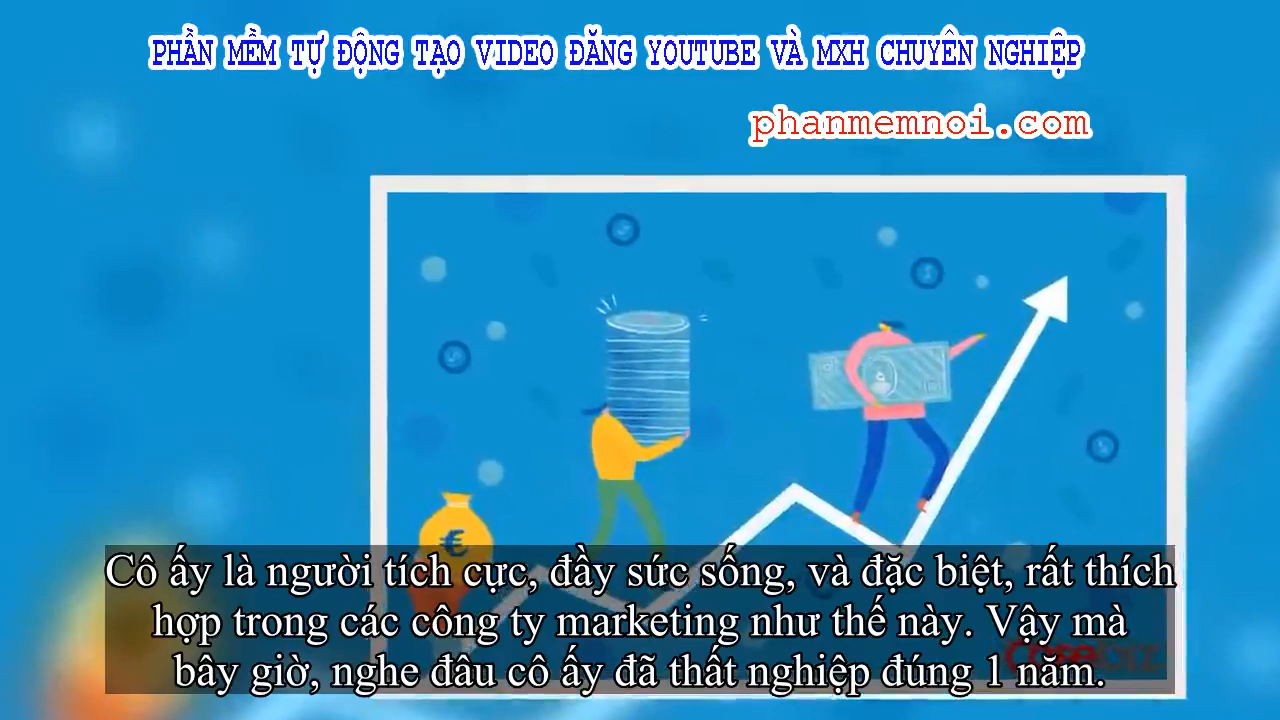 PHẦN MỀM TỰ ĐỘNG TẠO VIDEO ĐĂNG YOUTUBE VÀ MXH CHUYÊN NGHIỆP
phanmemnoi.com
Cô ấy là người tích cực, đầy sức sống, và đặc biệt, rất thích
hợp trong các công ty marketing như thế này. Vậy mà
bây giờ, nghe đâu cô ấy đã thất nghiệp đúng 1 năm.